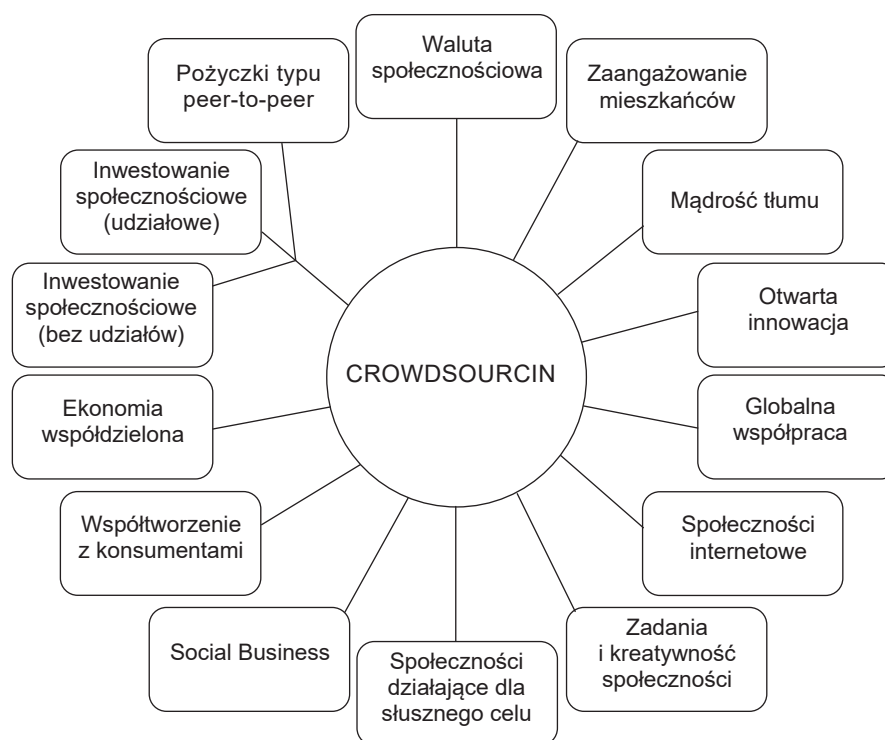 Waluta
społecznościowa
Zaangażowanie
mieszkańców
Mądrość tłumu
Otwarta
innowacja
Globalna
współpraca
Społeczności
internetowe
Zadania
i kreatywność
społeczności
Społeczności
działające dla
słusznego celu
Social Business
Współtworzenie
z konsumentami
Ekonomia
współdzielona
Inwestowanie
społecznościowe
(bez udziałów)
Inwestowanie
społecznościowe
(udziałowe)
Pożyczki typu
peer-to-peer
CROWDSOURCIN